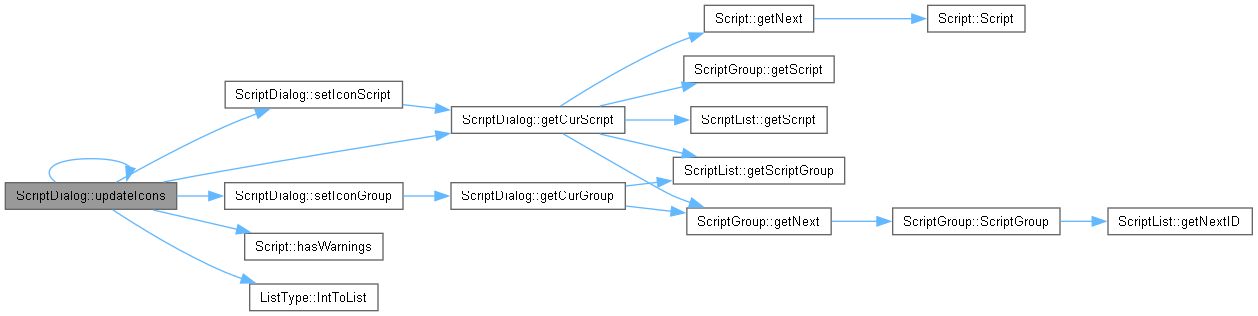 Script::getNext
Script::Script
ScriptGroup::getScript
ScriptDialog::setIconScript
ScriptDialog::getCurScript
ScriptList::getScript
ScriptList::getScriptGroup
ScriptDialog::updateIcons
ScriptDialog::setIconGroup
ScriptDialog::getCurGroup
ScriptGroup::getNext
ScriptGroup::ScriptGroup
ScriptList::getNextID
Script::hasWarnings
ListType::IntToList